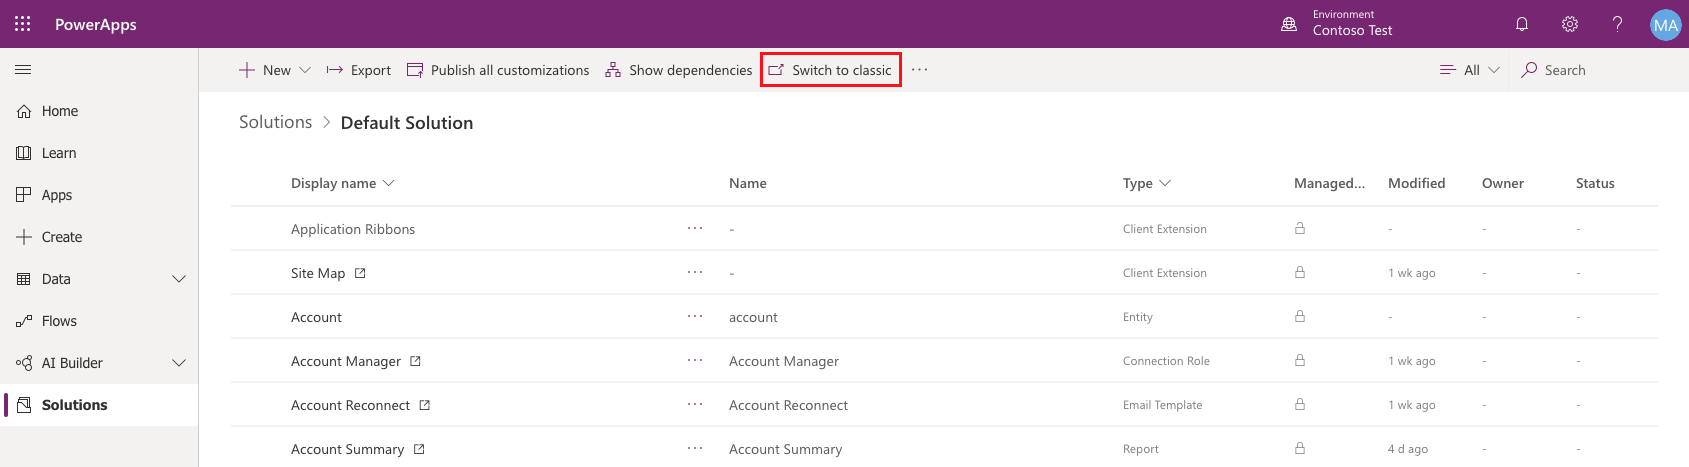 PowerApps
Environment
Contoso Test
MA
New
Export
Publish all customizations
Show dependencies
Switch to classic
All
Search
Home
Learn
Apps
Create
Data
Flows
AI Builder
Solutions
Solutions > Default Solution
Display name Name Type Managed... Modified Owner Status
Application Ribbons ... - Client Extension - - -
Site Map ... - Client Extension 1 wk ago - -
Account ... account Entity - - -
Account Manager ... Account Manager Connection Role 1 wk ago - -
Account Reconnect ... Account Reconnect Email Template 1 wk ago - -
Account Summary ... Account Summary Report 4 d ago - -